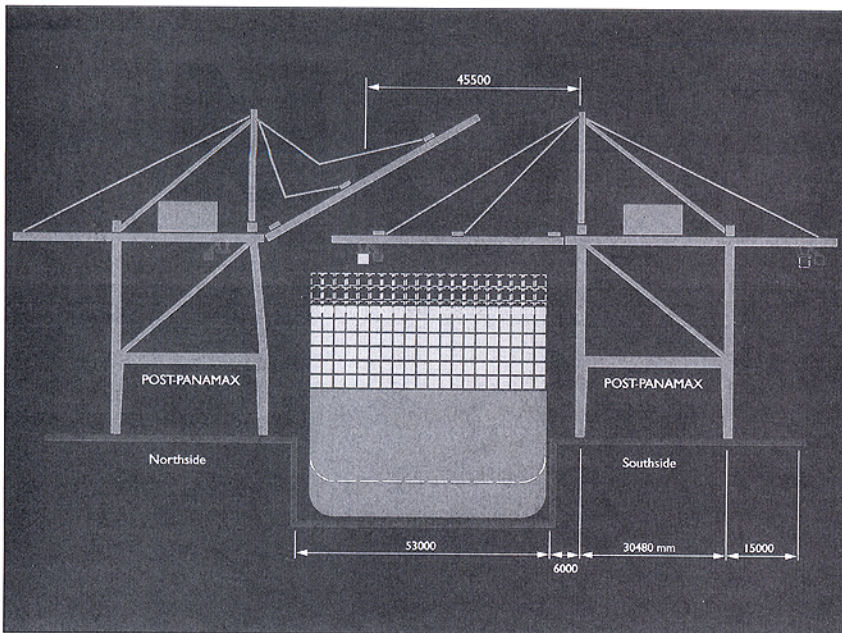 45500
POST-PANAMAX
POST-PANAMAX
Northside
Southside
53000
6000
30480 mm
15000